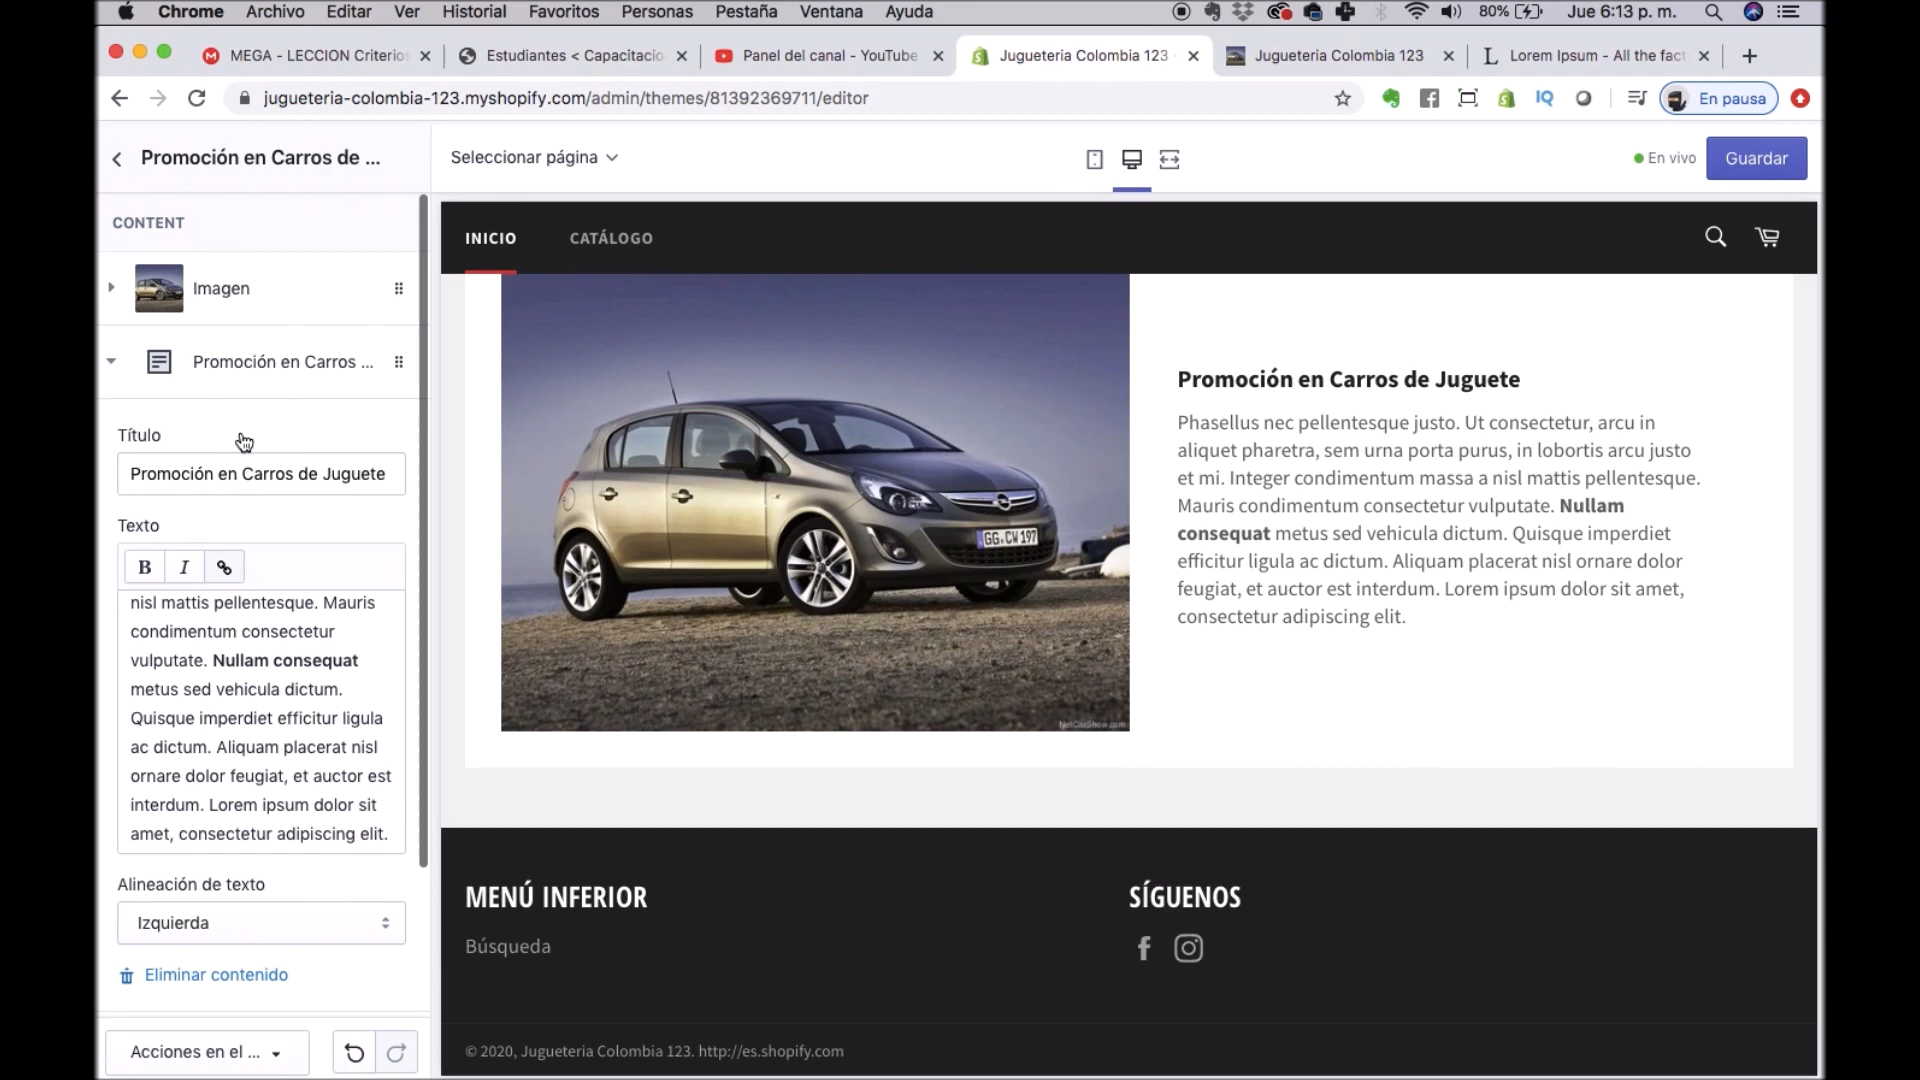 Chrome Archivo Editar Ver Historial Favoritos Personas Pestaña Ventana Ayuda 80% Jue 6:13 p. m.
MEGA - LECCION Criterios Estudiantes < Capacitacio Panel del canal - YouTube Jugueteria Colombia 123 Jugueteria Colombia 123 Lorem Ipsum - All the fact
jugueteria-colombia-123.myshopify.com/admin/themes/81392369711/editor IQ En pausa
Promoción en Carros de ... Seleccionar página En vivo Guardar
CONTENT
Imagen
Promoción en Carros ...
Título
Promoción en Carros de Juguete
Texto
B I
nisl mattis pellentesque. Mauris
condimentum consectetur
vulputate. Nullam consequat
metus sed vehicula dictum.
Quisque imperdiet efficitur ligula
ac dictum. Aliquam placerat nisl
ornare dolor feugiat, et auctor est
interdum. Lorem ipsum dolor sit
amet, consectetur adipiscing elit.
Alineación de texto
Izquierda
Eliminar contenido
Acciones en el ...
INICIO CATÁLOGO
GG.CW 197
NetCarShow.com
Promoción en Carros de Juguete
Phasellus nec pellentesque justo. Ut consectetur, arcu in
aliquet pharetra, sem urna porta purus, in lobortis arcu justo
et mi. Integer condimentum massa a nisl mattis pellentesque.
Mauris condimentum consectetur vulputate. Nullam
consequat metus sed vehicula dictum. Quisque imperdiet
efficitur ligula ac dictum. Aliquam placerat nisl ornare dolor
feugiat, et auctor est interdum. Lorem ipsum dolor sit amet,
consectetur adipiscing elit.
MENÚ INFERIOR
Búsqueda
SÍGUENOS
© 2020, Jugueteria Colombia 123. http://es.shopify.com